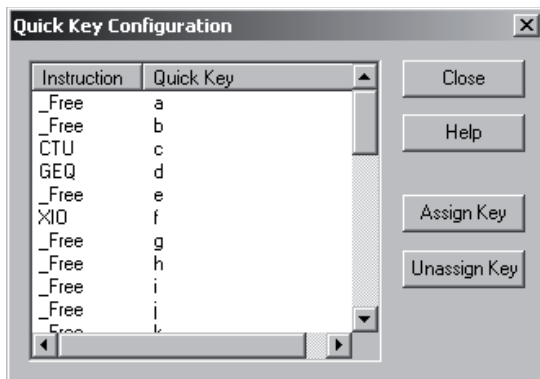 Quick Key Configuration
Instruction Quick Key
_Free a
_Free b
CTU c
GEQ d
_Free e
XIO f
_Free g
_Free h
_Free i
_Free j
_Free k
Close
Help
Assign Key
Unassign Key